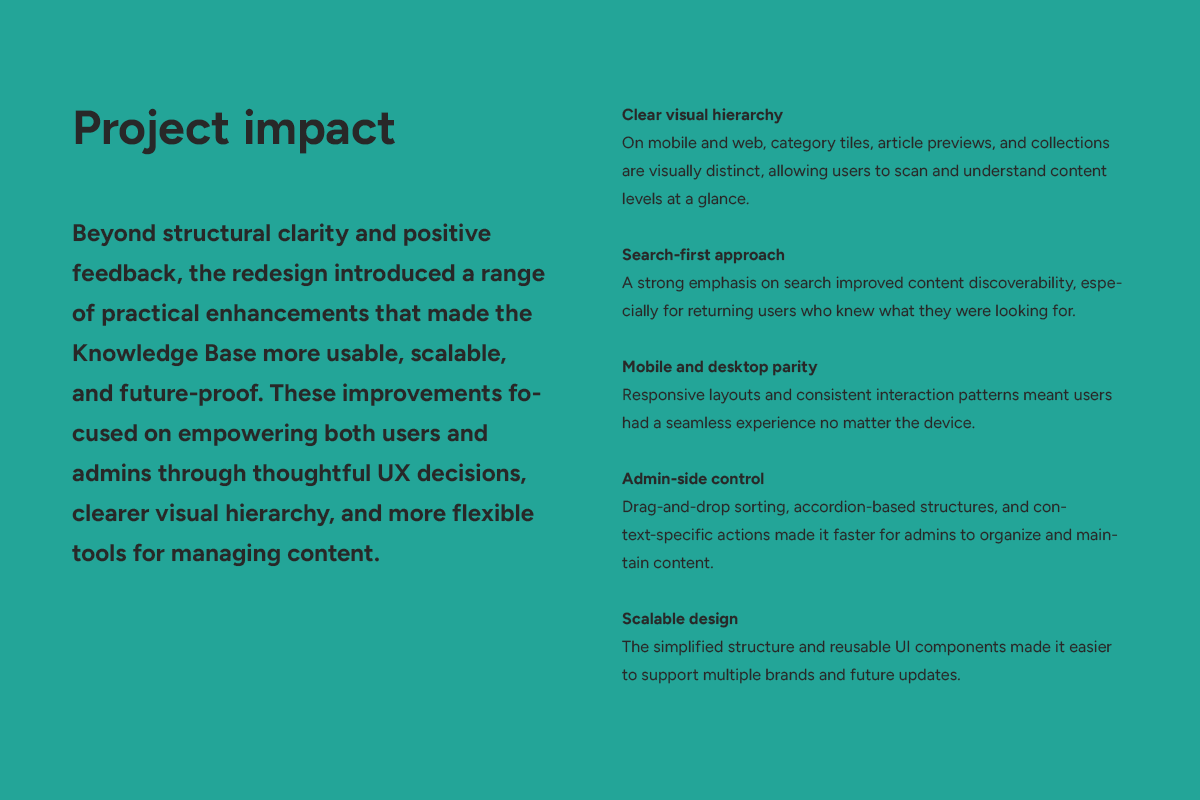 Project impact
Beyond structural clarity and positive
feedback, the redesign introduced a range
of practical enhancements that made the
Knowledge Base more usable, scalable,
and future-proof. These improvements fo-
cused on empowering both users and
admins through thoughtful UX decisions,
clearer visual hierarchy, and more flexible
tools for managing content.
Clear visual hierarchy
On mobile and web, category tiles, article previews, and collections
are visually distinct, allowing users to scan and understand content
levels at a glance.
Search-first approach
A strong emphasis on search improved content discoverability, espe-
cially for returning users who knew what they were looking for.
Mobile and desktop parity
Responsive layouts and consistent interaction patterns meant users
had a seamless experience no matter the device.
Admin-side control
Drag-and-drop sorting, accordion-based structures, and con-
text-specific actions made it faster for admins to organize and main-
tain content.
Scalable design
The simplified structure and reusable UI components made it easier
to support multiple brands and future updates.